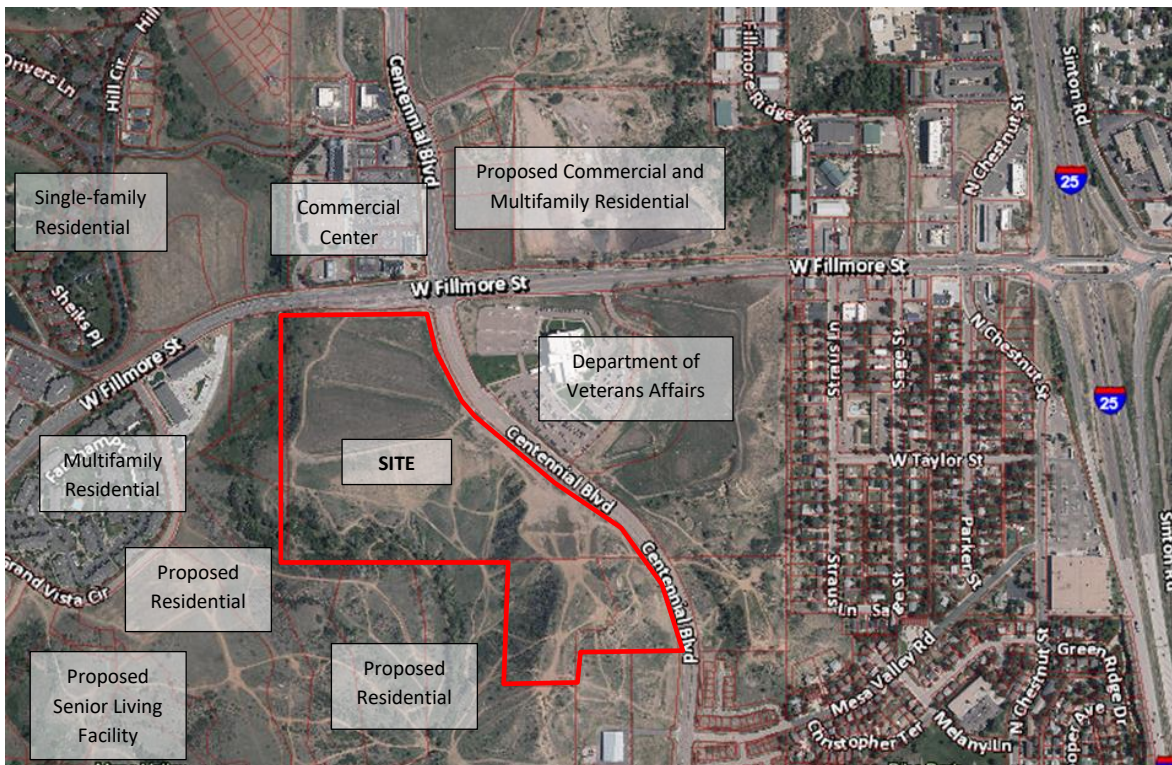 Hill
Drivers Ln
Hill Cir
Centennial Blvd
Fillmore Ridge Hts
Sinton Rd
N Chestnut St
25
Single-family
Residential
Commercial
Center
Proposed Commercial and
Multifamily Residential
W Fillmore St
W Fillmore St
Sheiks Pl
W Fillmore St
Department of
Veterans Affairs
Straus Ln
Sage St
N Chestnut St
25
Multifamily
Residential
SITE
Centennial Blvd
W Taylor St
Parker St
Grand Vista Cir
Proposed
Residential
Centennial Blvd
Straus
Ln
Sage St
Mesa Valley Rd
N Chestnut St
Green Ridge Dr
Proposed
Senior Living
Facility
Proposed
Residential
Christopher Ter
Melany Ln